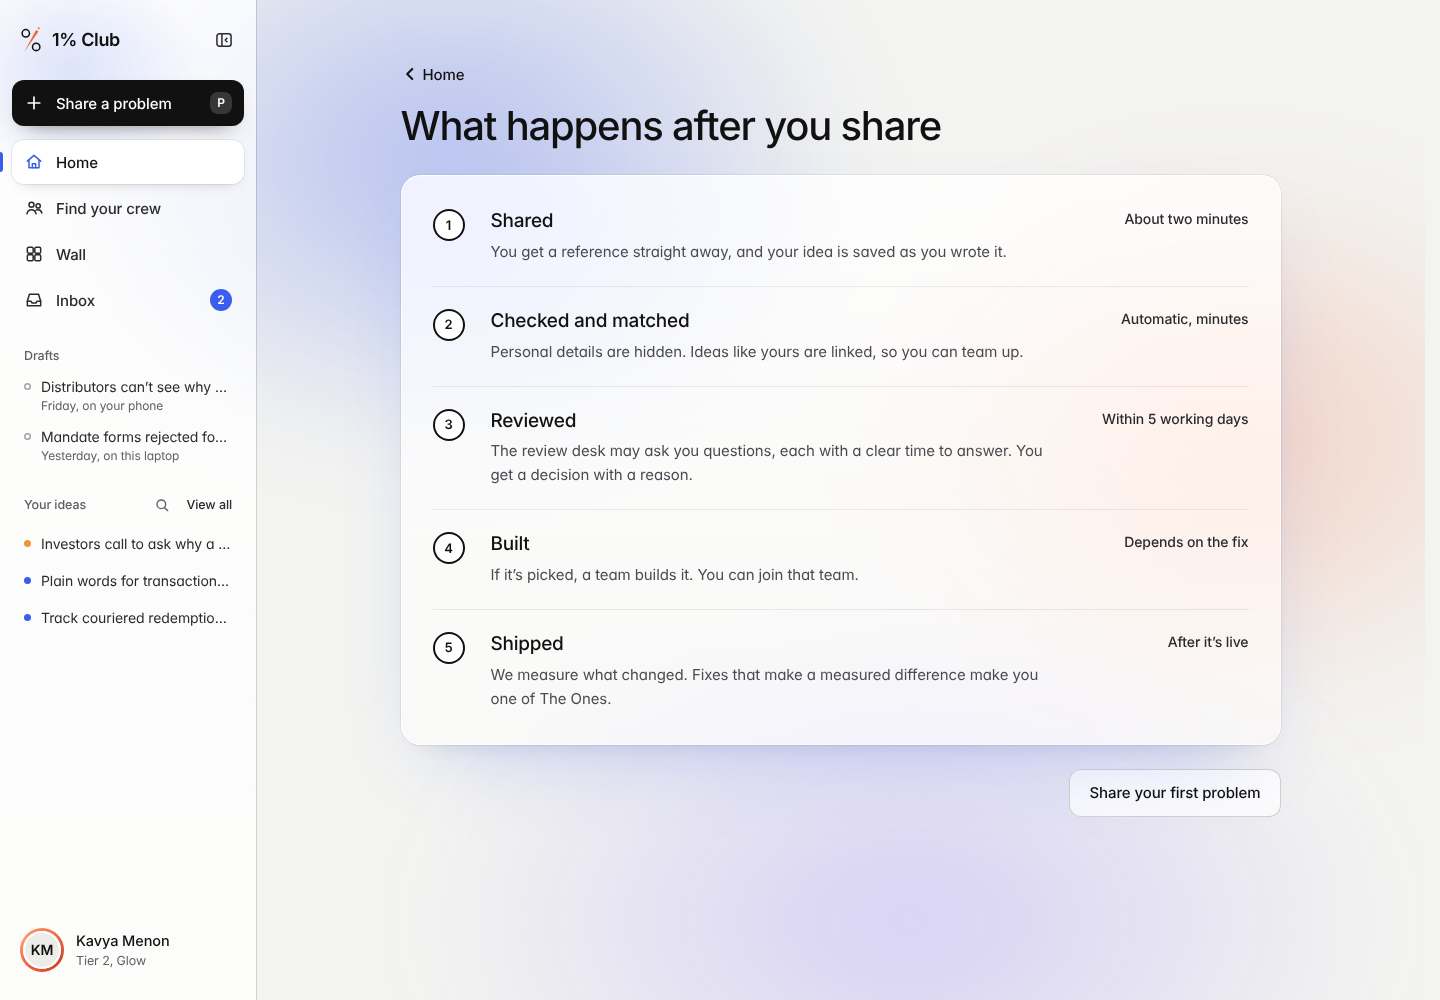 1% Club
Share a problem P
Home
Find your crew
Wall
Inbox 2
Drafts
Distributors can’t see why ...
Friday, on your phone
Mandate forms rejected fo...
Yesterday, on this laptop
Your ideas View all
Investors call to ask why a ...
Plain words for transaction...
Track couriered redemptio...
KM
Kavya Menon
Tier 2, Glow
Home
What happens after you share
1 Shared About two minutes
You get a reference straight away, and your idea is saved as you wrote it.
2 Checked and matched Automatic, minutes
Personal details are hidden. Ideas like yours are linked, so you can team up.
3 Reviewed Within 5 working days
The review desk may ask you questions, each with a clear time to answer. You
get a decision with a reason.
4 Built Depends on the fix
If it’s picked, a team builds it. You can join that team.
5 Shipped After it’s live
We measure what changed. Fixes that make a measured difference make you
one of The Ones.
Share your first problem